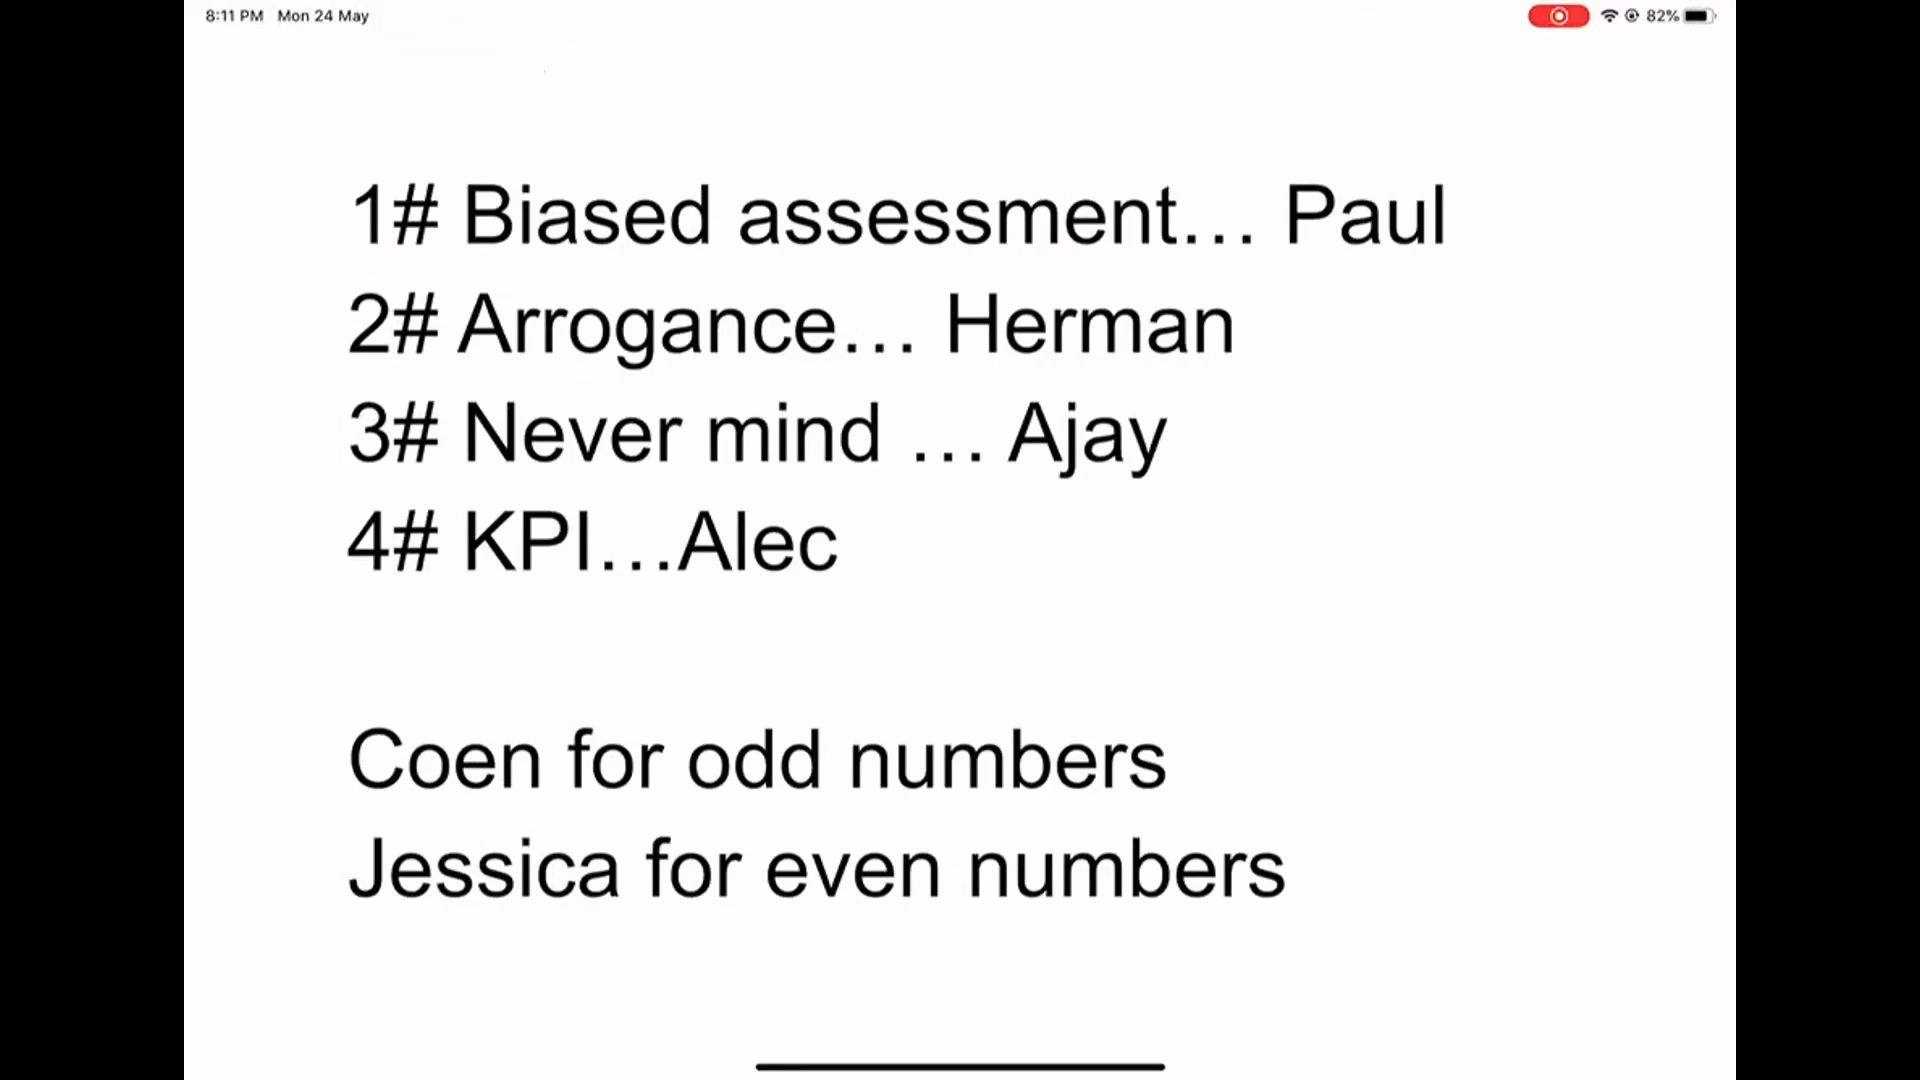 8:11 PM Mon 24 May 82%
1# Biased assessment… Paul
2# Arrogance… Herman
3# Never mind … Ajay
4# KPI…Alec
Coen for odd numbers
Jessica for even numbers